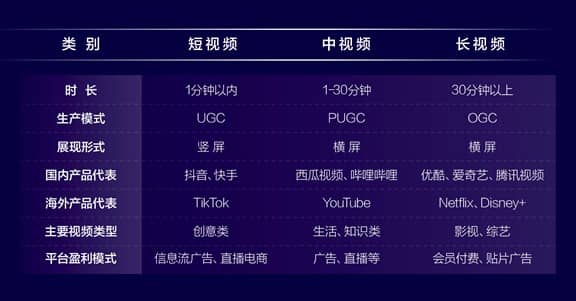 类 别 短视频 中视频 长视频
时 长 1分钟以内 1-30分钟 30分钟以上
生产模式 UGC PUGC OGC
展现形式 竖屏 横屏 横屏
国内产品代表 抖音、快手 西瓜视频、哔哩哔哩 优酷、爱奇艺、腾讯视频
海外产品代表 TikTok YouTube Netflix、Disney+
主要视频类型 创意类 生活、知识类 影视、综艺
平台盈利模式 信息流广告、直播电商 广告、直播等 会员付费、贴片广告